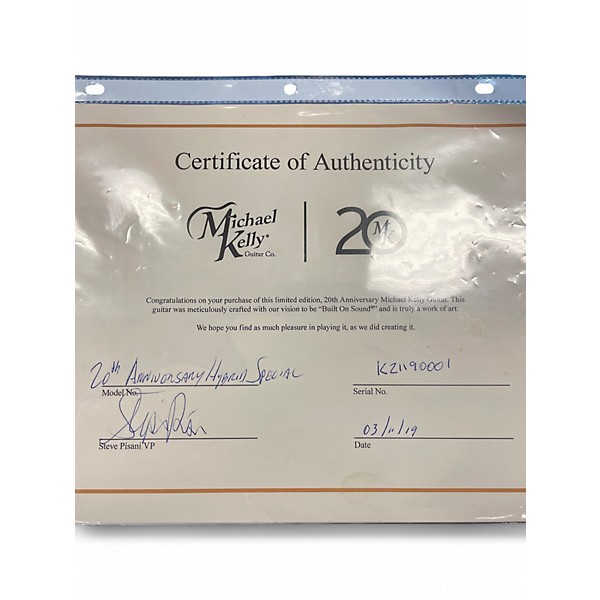 Certificate of Authenticity
Michael Kelly® Guitar Co.
20 MK
Congratulations on your purchase of this limited edition, 20th Anniversary Michael Kelly Guitar. This
guitar was meticulously crafted with our vision to be “Built On Sound®” and is truly a work of art.
We hope you find as much pleasure in playing it, as we did creating it.
20th Anniversary Hybrid Special
K21190001
Model No.
Serial No.
03/11/19
Steve Pisani VP
Date